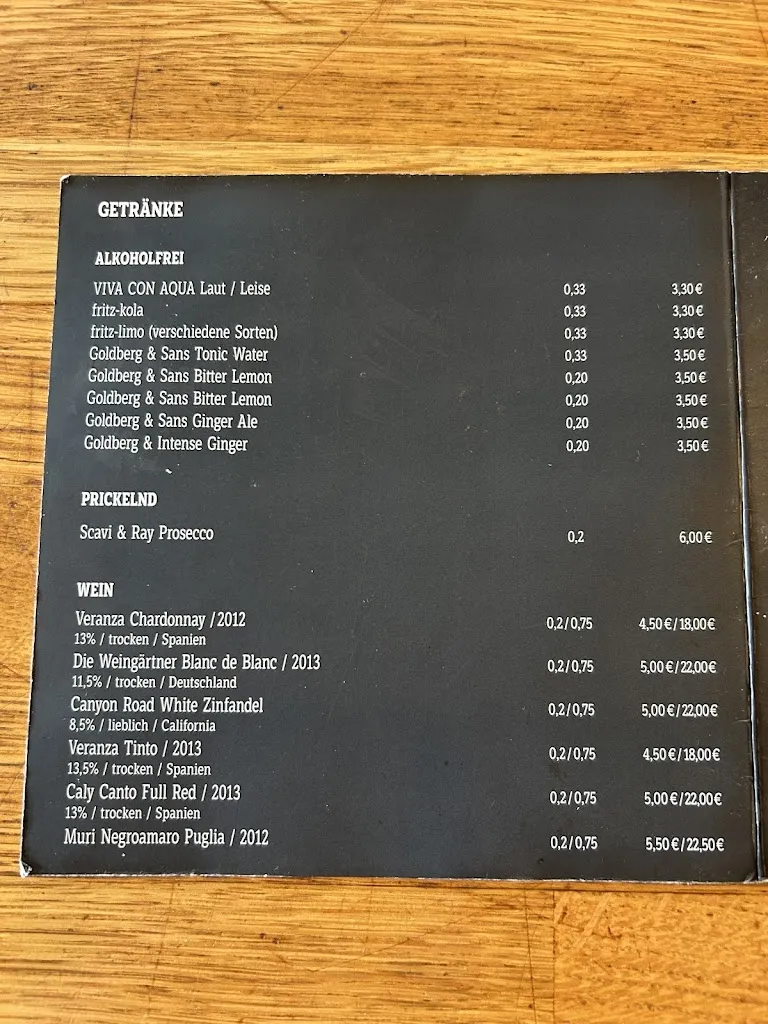 GETRÄNKE
ALKOHOLFREI
VIVA CON AQUA Laut / Leise 0,33 3,30 €
fritz-kola 0,33 3,30 €
fritz-limo (verschiedene Sorten) 0,33 3,30 €
Goldberg & Sans Tonic Water 0,33 3,50 €
Goldberg & Sans Bitter Lemon 0,20 3,50 €
Goldberg & Sans Bitter Lemon 0,20 3,50 €
Goldberg & Sans Ginger Ale 0,20 3,50 €
Goldberg & Intense Ginger 0,20 3,50 €
PRICKELND
Scavi & Ray Prosecco 0,2 6,00 €
WEIN
Veranza Chardonnay / 2012 0,2 / 0,75 4,50 € / 18,00 €
13% / trocken / Spanien
Die Weingärtner Blanc de Blanc / 2013 0,2 / 0,75 5,00 € / 22,00 €
11,5% / trocken / Deutschland
Canyon Road White Zinfandel 0,2 / 0,75 5,00 € / 22,00 €
8,5% / lieblich / California
Veranza Tinto / 2013 0,2 / 0,75 4,50 € / 18,00 €
13,5% / trocken / Spanien
Caly Canto Full Red / 2013 0,2 / 0,75 5,00 € / 22,00 €
13% / trocken / Spanien
Muri Negroamaro Puglia / 2012 0,2 / 0,75 5,50 € / 22,50 €